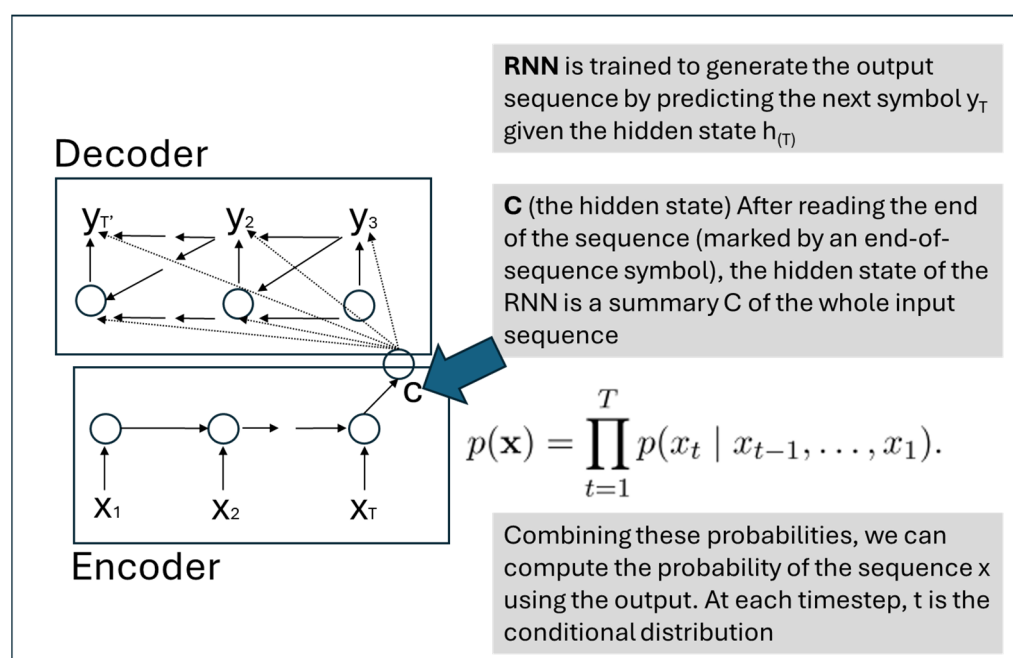 RNN is trained to generate the output
sequence by predicting the next symbol yT
given the hidden state h(T)
Decoder
yT' y2 y3
C (the hidden state) After reading the end
of the sequence (marked by an end-of-
sequence symbol), the hidden state of the
RNN is a summary C of the whole input
sequence
C
p(x) = ∏_{t=1}^{T} p(x_t | x_{t−1}, . . . , x_1).
X1 X2 XT
Encoder
Combining these probabilities, we can
compute the probability of the sequence x
using the output. At each timestep, t is the
conditional distribution